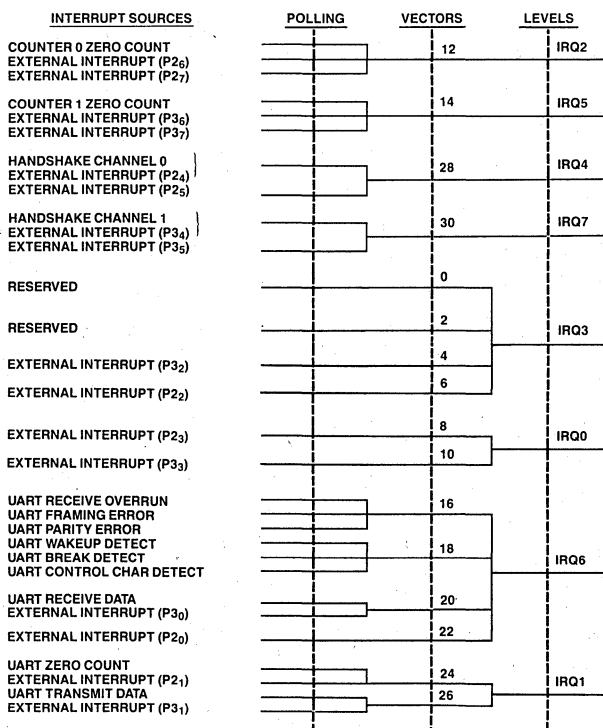 INTERRUPT SOURCES POLLING VECTORS LEVELS
COUNTER 0 ZERO COUNT 12 IRQ2
EXTERNAL INTERRUPT (P2₆)
EXTERNAL INTERRUPT (P2₇)
COUNTER 1 ZERO COUNT 14 IRQ5
EXTERNAL INTERRUPT (P3₆)
EXTERNAL INTERRUPT (P3₇)
HANDSHAKE CHANNEL 0 28 IRQ4
EXTERNAL INTERRUPT (P2₄)
EXTERNAL INTERRUPT (P2₅)
HANDSHAKE CHANNEL 1 30 IRQ7
EXTERNAL INTERRUPT (P3₄)
EXTERNAL INTERRUPT (P3₅)
RESERVED 0
RESERVED 2 IRQ3
EXTERNAL INTERRUPT (P3₂) 4
EXTERNAL INTERRUPT (P2₂) 6
EXTERNAL INTERRUPT (P2₃) 8 IRQ0
EXTERNAL INTERRUPT (P3₃) 10
UART RECEIVE OVERRUN 16
UART FRAMING ERROR
UART PARITY ERROR
UART WAKEUP DETECT 18
UART BREAK DETECT IRQ6
UART CONTROL CHAR DETECT
UART RECEIVE DATA 20
EXTERNAL INTERRUPT (P3₀)
EXTERNAL INTERRUPT (P2₀) 22
UART ZERO COUNT 24
EXTERNAL INTERRUPT (P2₁) IRQ1
UART TRANSMIT DATA 26
EXTERNAL INTERRUPT (P3₁)